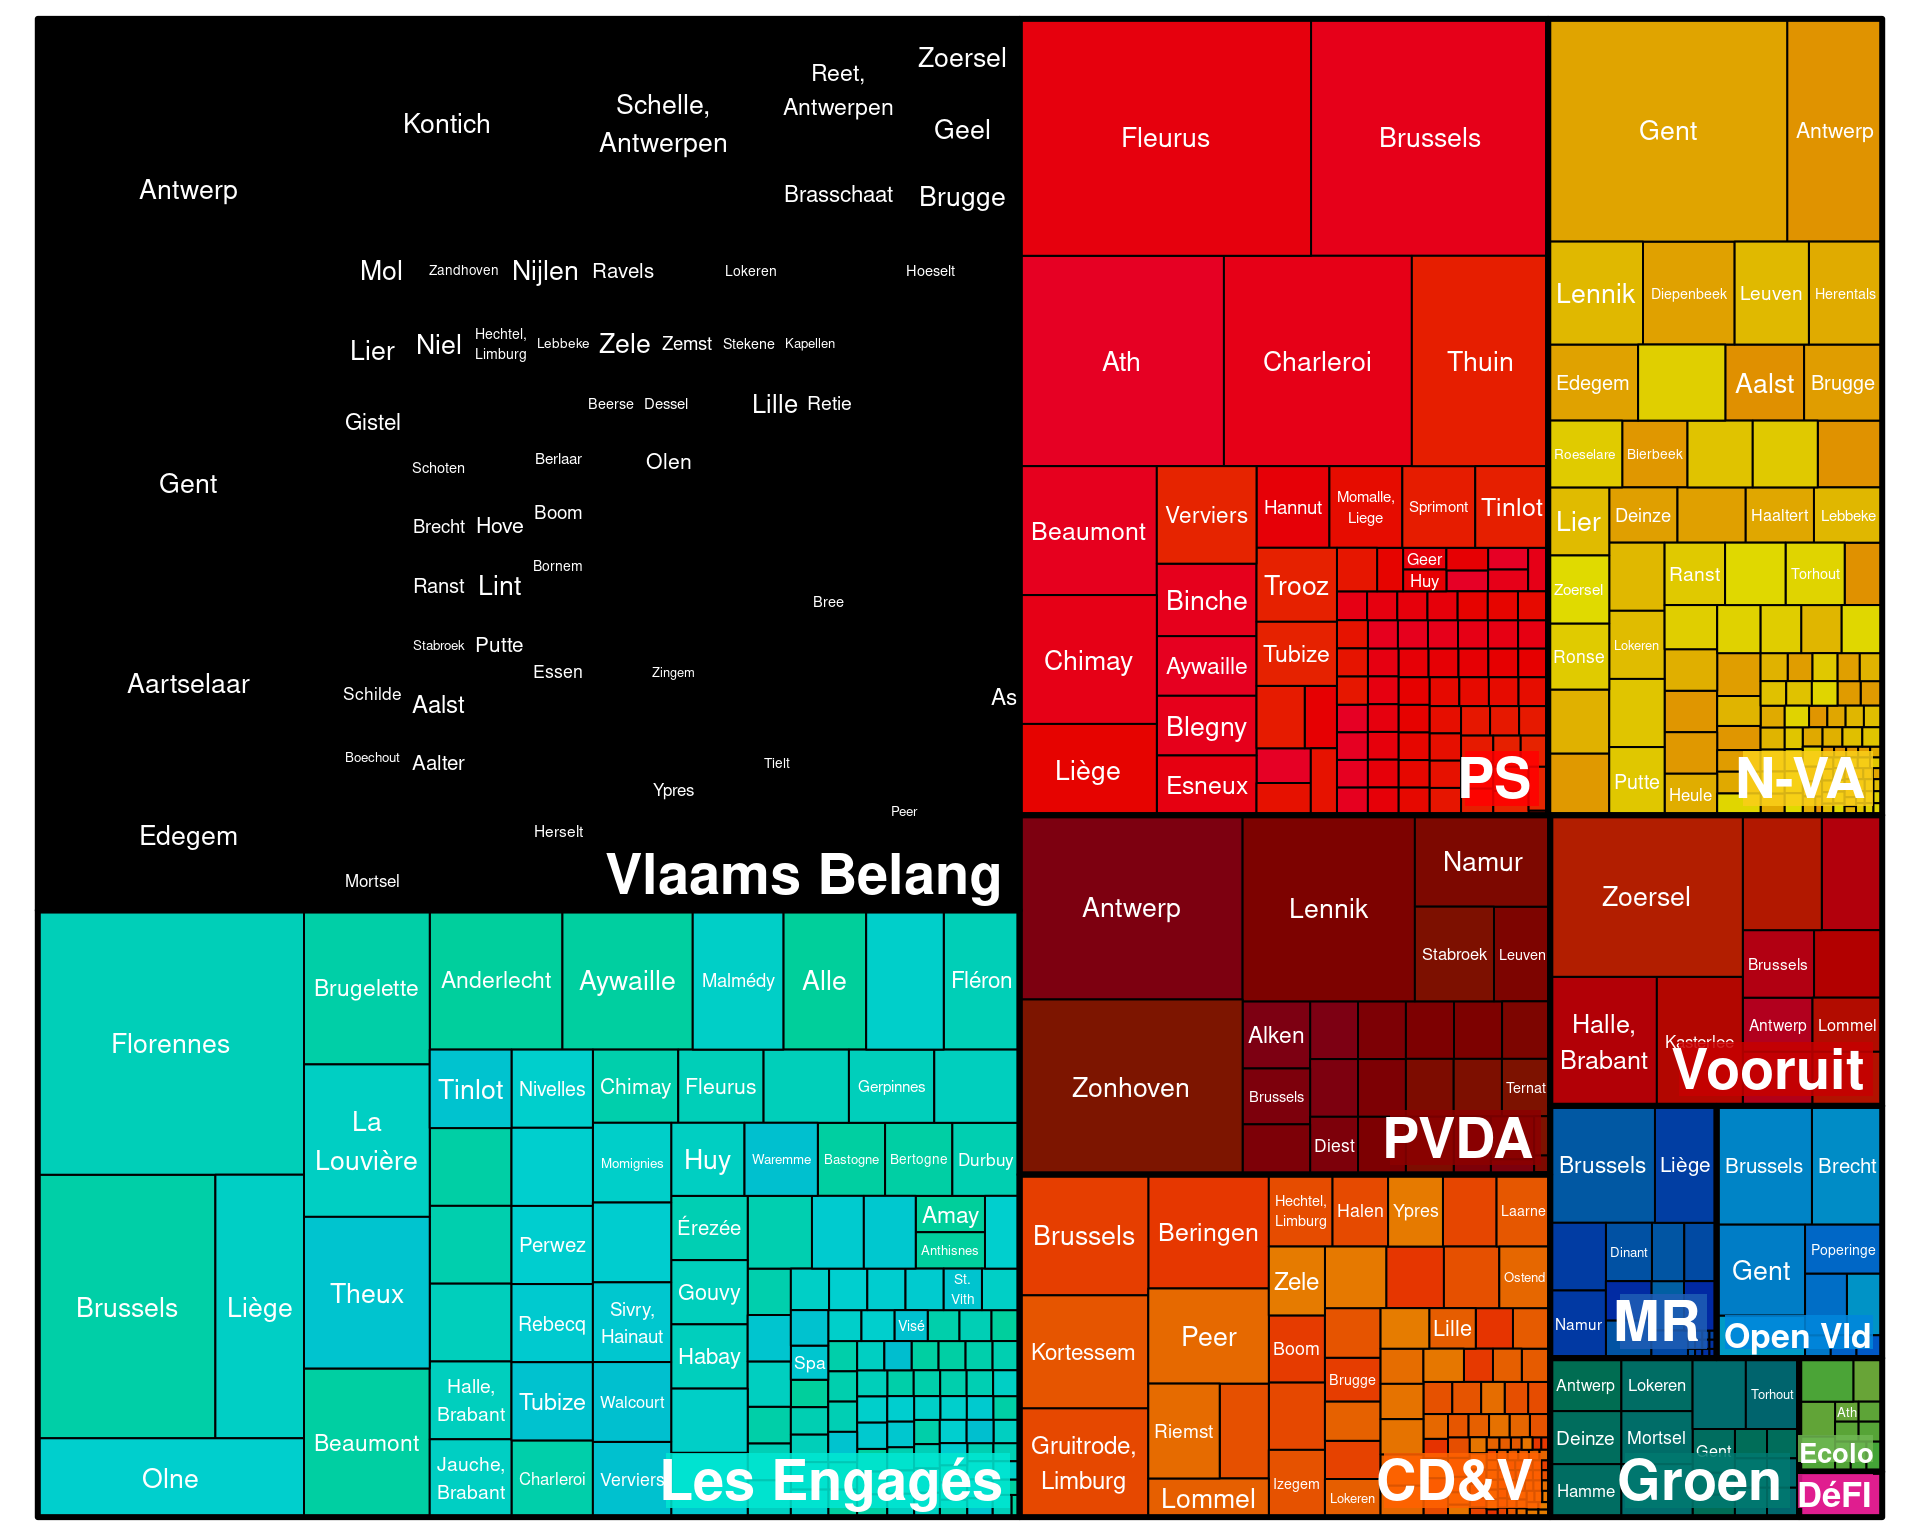 Antwerp
Kontich
Schelle,
Antwerpen
Reet,
Antwerpen
Zoersel
Geel
Brasschaat
Brugge
Mol
Zandhoven
Nijlen
Ravels
Lokeren
Hoeselt
Lier
Niel
Hechtel,
Limburg
Lebbeke
Zele
Zemst
Stekene
Kapellen
Gistel
Beerse
Dessel
Lille
Retie
Gent
Schoten
Berlaar
Olen
Brecht
Hove
Boom
Ranst
Lint
Bornem
Bree
Stabroek
Putte
Essen
Zingem
As
Aartselaar
Schilde
Aalst
Boechout
Aalter
Tielt
Ypres
Peer
Edegem
Herselt
Mortsel
Vlaams Belang
Fleurus
Brussels
Ath
Charleroi
Thuin
Beaumont
Verviers
Hannut
Momalle,
Liege
Sprimont
Tinlot
Geer
Huy
Trooz
Binche
Chimay
Tubize
Aywaille
Blegny
Liège
Esneux
PS
Gent
Antwerp
Lennik
Diepenbeek
Leuven
Herentals
Edegem
Aalst
Brugge
Roeselare
Bierbeek
Lier
Deinze
Haaltert
Lebbeke
Zoersel
Ranst
Torhout
Ronse
Lokeren
Putte
Heule
N-VA
Florennes
Brugelette
Anderlecht
Aywaille
Malmédy
Alle
Fléron
La
Louvière
Tinlot
Nivelles
Chimay
Fleurus
Gerpinnes
Momignies
Huy
Waremme
Bastogne
Bertogne
Durbuy
Brussels
Liège
Theux
Perwez
Érezée
Amay
Anthisnes
Gouvy
St.
Vith
Rebecq
Sivry,
Hainaut
Visé
Habay
Spa
Olne
Beaumont
Halle,
Brabant
Tubize
Walcourt
Jauche,
Brabant
Charleroi
Verviers
Les Engagés
Antwerp
Lennik
Namur
Stabroek
Leuven
Zonhoven
Alken
Brussels
Ternat
Diest
PVDA
Zoersel
Brussels
Halle,
Brabant
Kasterlee
Antwerp
Lommel
Vooruit
Brussels
Beringen
Hechtel,
Limburg
Halen
Ypres
Laarne
Zele
Ostend
Kortessem
Peer
Boom
Lille
Brugge
Gruitrode,
Limburg
Riemst
Lommel
Izegem
Lokeren
CD&V
Brussels
Liège
Dinant
Namur
MR
Brussels
Brecht
Gent
Poperinge
Open Vld
Antwerp
Lokeren
Torhout
Deinze
Mortsel
Gent
Hamme
Groen
Ath
Ecolo
DéFI